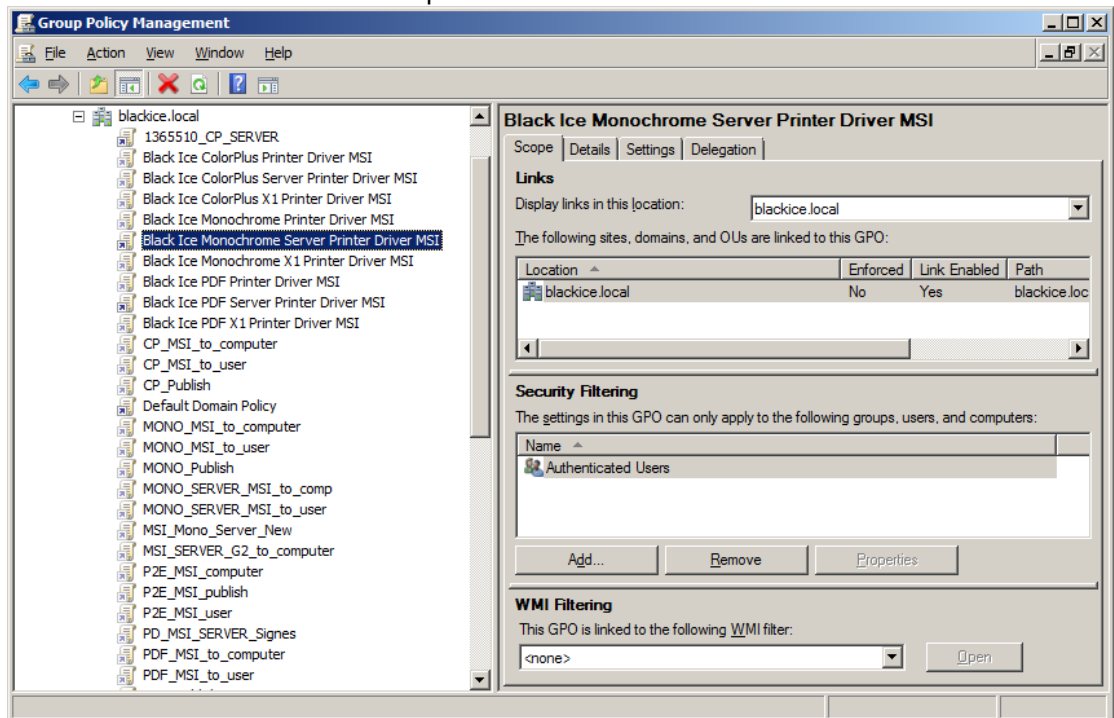 Group Policy Management
File Action View Window Help
blackice.local
1365510_CP_SERVER
Black Ice ColorPlus Printer Driver MSI
Black Ice ColorPlus Server Printer Driver MSI
Black Ice ColorPlus X1 Printer Driver MSI
Black Ice Monochrome Printer Driver MSI
Black Ice Monochrome Server Printer Driver MSI
Black Ice Monochrome X1 Printer Driver MSI
Black Ice PDF Printer Driver MSI
Black Ice PDF Server Printer Driver MSI
Black Ice PDF X1 Printer Driver MSI
CP_MSI_to_computer
CP_MSI_to_user
CP_Publish
Default Domain Policy
MONO_MSI_to_computer
MONO_MSI_to_user
MONO_Publish
MONO_SERVER_MSI_to_comp
MONO_SERVER_MSI_to_user
MSI_Mono_Server_New
MSI_SERVER_G2_to_computer
P2E_MSI_computer
P2E_MSI_publish
P2E_MSI_user
PD_MSI_SERVER_Signes
PDF_MSI_to_computer
PDF_MSI_to_user
Black Ice Monochrome Server Printer Driver MSI
Scope Details Settings Delegation
Links
Display links in this location: blackice.local
The following sites, domains, and OUs are linked to this GPO:
Location Enforced Link Enabled Path
blackice.local No Yes blackice.loc
Security Filtering
The settings in this GPO can only apply to the following groups, users, and computers:
Name
Authenticated Users
Add... Remove Properties
WMI Filtering
This GPO is linked to the following WMI filter:
<none> Open